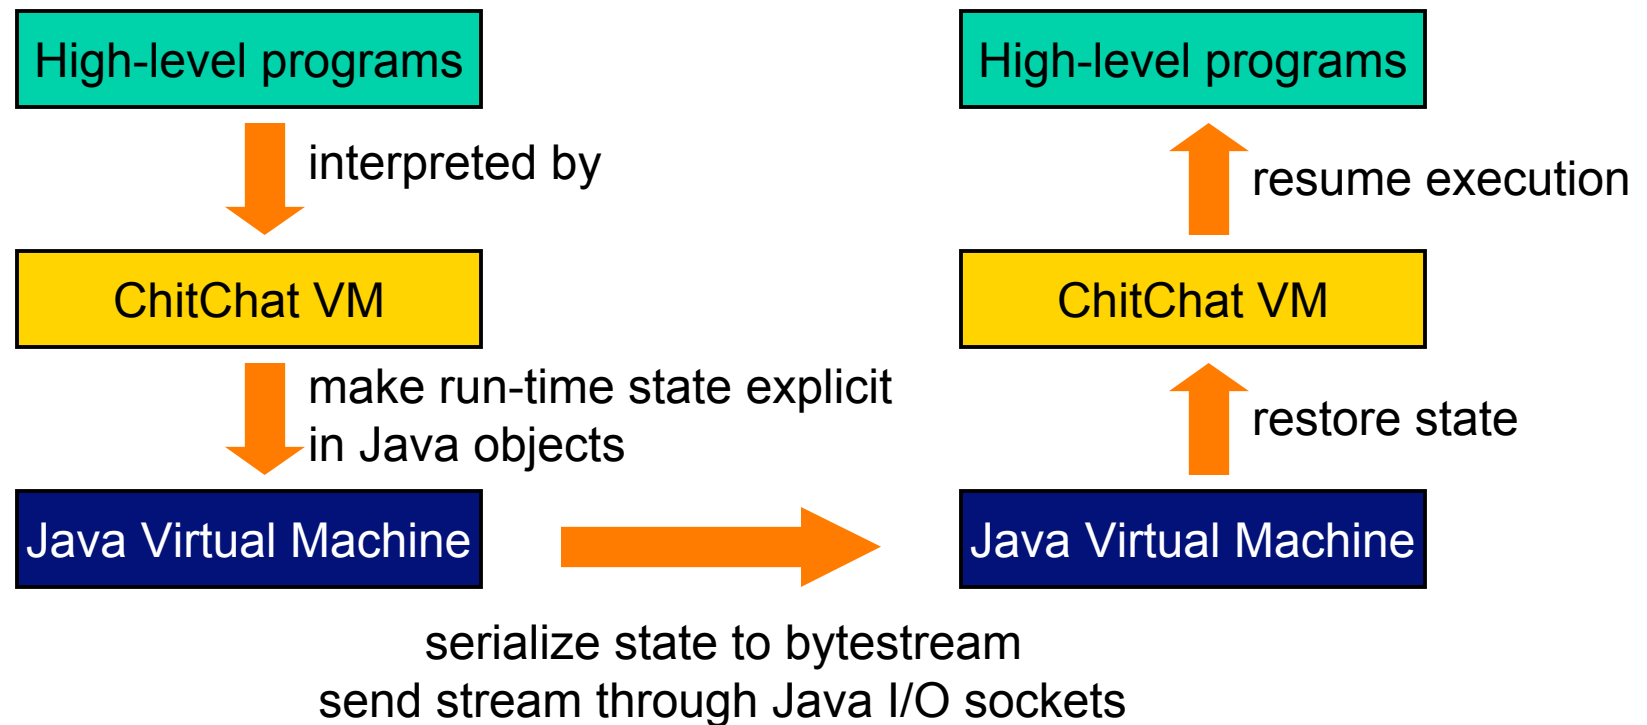 High-level programs
interpreted by
ChitChat VM
make run-time state explicit
in Java objects
Java Virtual Machine
serialize state to bytestream
send stream through Java I/O sockets
Java Virtual Machine
restore state
ChitChat VM
resume execution
High-level programs